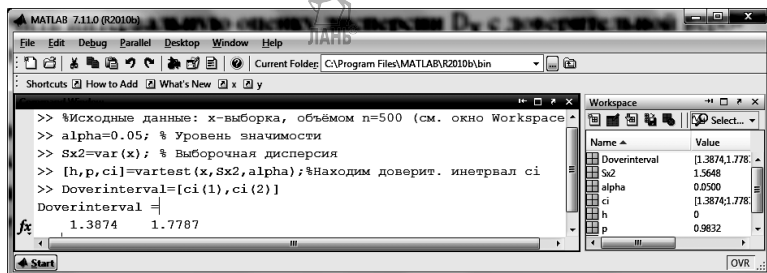 ЛАНЬ
MATLAB 7.11.0 (R2010b)
File Edit Debug Parallel Desktop Window Help
Current Folder: C:\Program Files\MATLAB\R2010b\bin
Shortcuts How to Add What's New x y
>> %Исходные данные: x-выборка, объёмом n=500 (см. окно Workspace
>> alpha=0.05; % Уровень значимости
>> Sx2=var(x); % Выборочная дисперсия
>> [h,p,ci]=vartest(x,Sx2,alpha);%Находим доверит. инетрвал ci
>> Doverinterval=[ci(1),ci(2)]
Doverinterval =
1.3874 1.7787
fx
Workspace
Select...
Name Value
Doverinterval [1.3874;1.778
Sx2 1.5648
alpha 0.0500
ci [1.3874;1.778
h 0
p 0.9832
Start
OVR